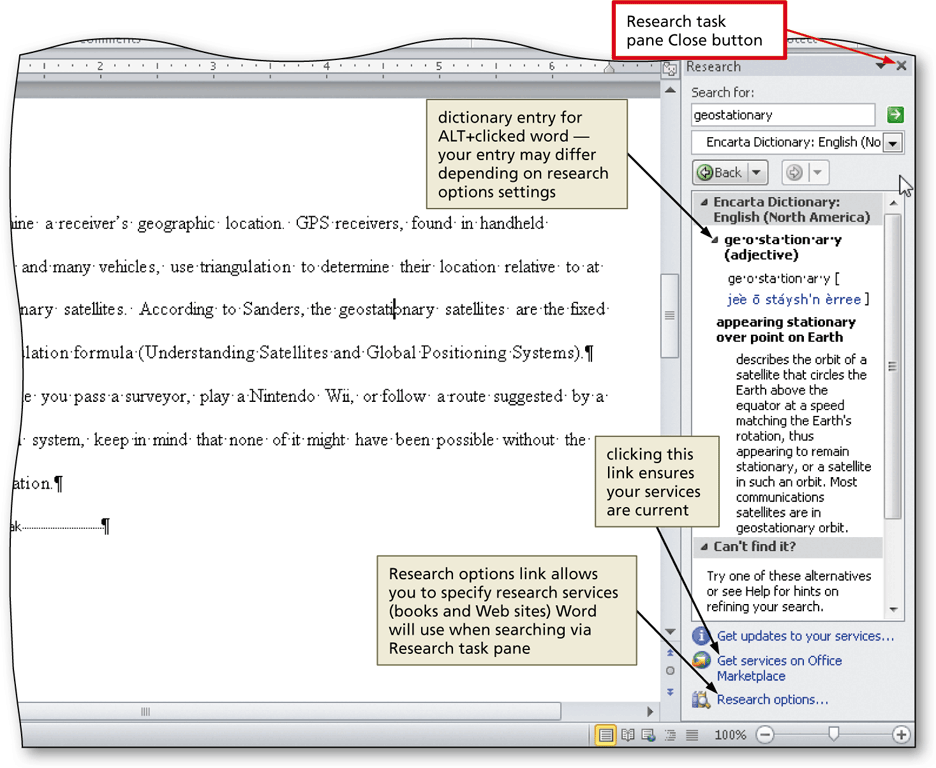 Research task
pane Close button
comments
1 2 3 4 5 6
Research
Search for:
geostationary
Encarta Dictionary: English (No
Back
dictionary entry for
ALT+clicked word —
your entry may differ
depending on research
options settings
Encarta Dictionary:
English (North America)
ge·o·sta·tion·ar·y
(adjective)
ge·o·sta·tion·ar·y [
jeè ō stáysh'n èrree ]
appearing stationary
over point on Earth
describes the orbit of a
satellite that circles the
Earth above the
equator at a speed
matching the Earth's
rotation, thus
appearing to remain
stationary, or a satellite
in such an orbit. Most
communications
satellites are in
geostationary orbit.
Can't find it?
Try one of these alternatives
or see Help for hints on
refining your search.
Get updates to your services...
Get services on Office
Marketplace
Research options...
ine· a·receiver's· geographic· location.· GPS·receivers,· found· in·handheld·
and·many·vehicles,· use·triangulation· to·determine· their·location· relative· to·at·
nary· satellites.· According· to·Sanders,·the·geostationary· satellites· are·the·fixed·
ulation·formula·(Understanding·Satellites·and·Global·Positioning·Systems).¶
e· you·pass·a·surveyor,· play·a·Nintendo· Wii,·or·follow· a·route·suggested· by·a·
system,· keep·in·mind· that·none·of·it·might· have·been·possible·without· the·
ation.¶
ak¶
clicking this
link ensures
your services
are current
Research options link allows
you to specify research services
(books and Web sites) Word
will use when searching via
Research task pane
100%